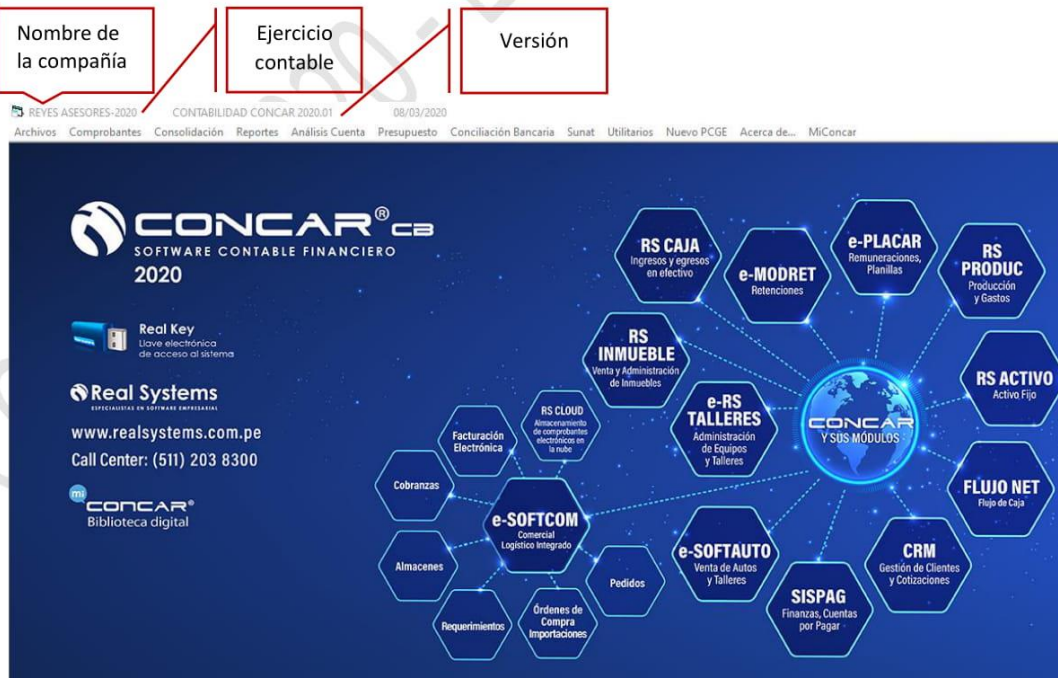 Nombre de
la compañía
Ejercicio
contable
Versión
REYES ASESORES-2020 CONTABILIDAD CONCAR 2020.01 08/03/2020
Archivos Comprobantes Consolidación Reportes Análisis Cuenta Presupuesto Conciliación Bancaria Sunat Utilitarios Nuevo PCGE Acerca de... MiConcar
CONCAR® CB
SOFTWARE CONTABLE FINANCIERO
2020
Real Key
Llave electrónica
de acceso al sistema
Real Systems
ESPECIALISTAS EN SOFTWARE EMPRESARIAL
www.realsystems.com.pe
Call Center: (511) 203 8300
mi
CONCAR®
Biblioteca digital
RS CAJA
Ingresos y egresos
en efectivo
e-MODRET
Retenciones
e-PLACAR
Remuneraciones,
Planillas
RS
PRODUC
Producción
y Gastos
RS
INMUEBLE
Venta y Administración
de Inmuebles
e-RS
TALLERES
Administración
de Equipos
y Talleres
CONCAR
Y SUS MÓDULOS
RS ACTIVO
Activo Fijo
FLUJO NET
Flujo de Caja
CRM
Gestión de Clientes
y Cotizaciones
SISPAG
Finanzas, Cuentas
por Pagar
e-SOFTAUTO
Venta de Autos
y Talleres
RS CLOUD
Almacenamiento
de comprobantes
electrónicos en
la nube
Facturación
Electrónica
Cobranzas
e-SOFTCOM
Comercial
Logístico Integrado
Almacenes
Requerimientos
Órdenes de
Compra
Importaciones
Pedidos